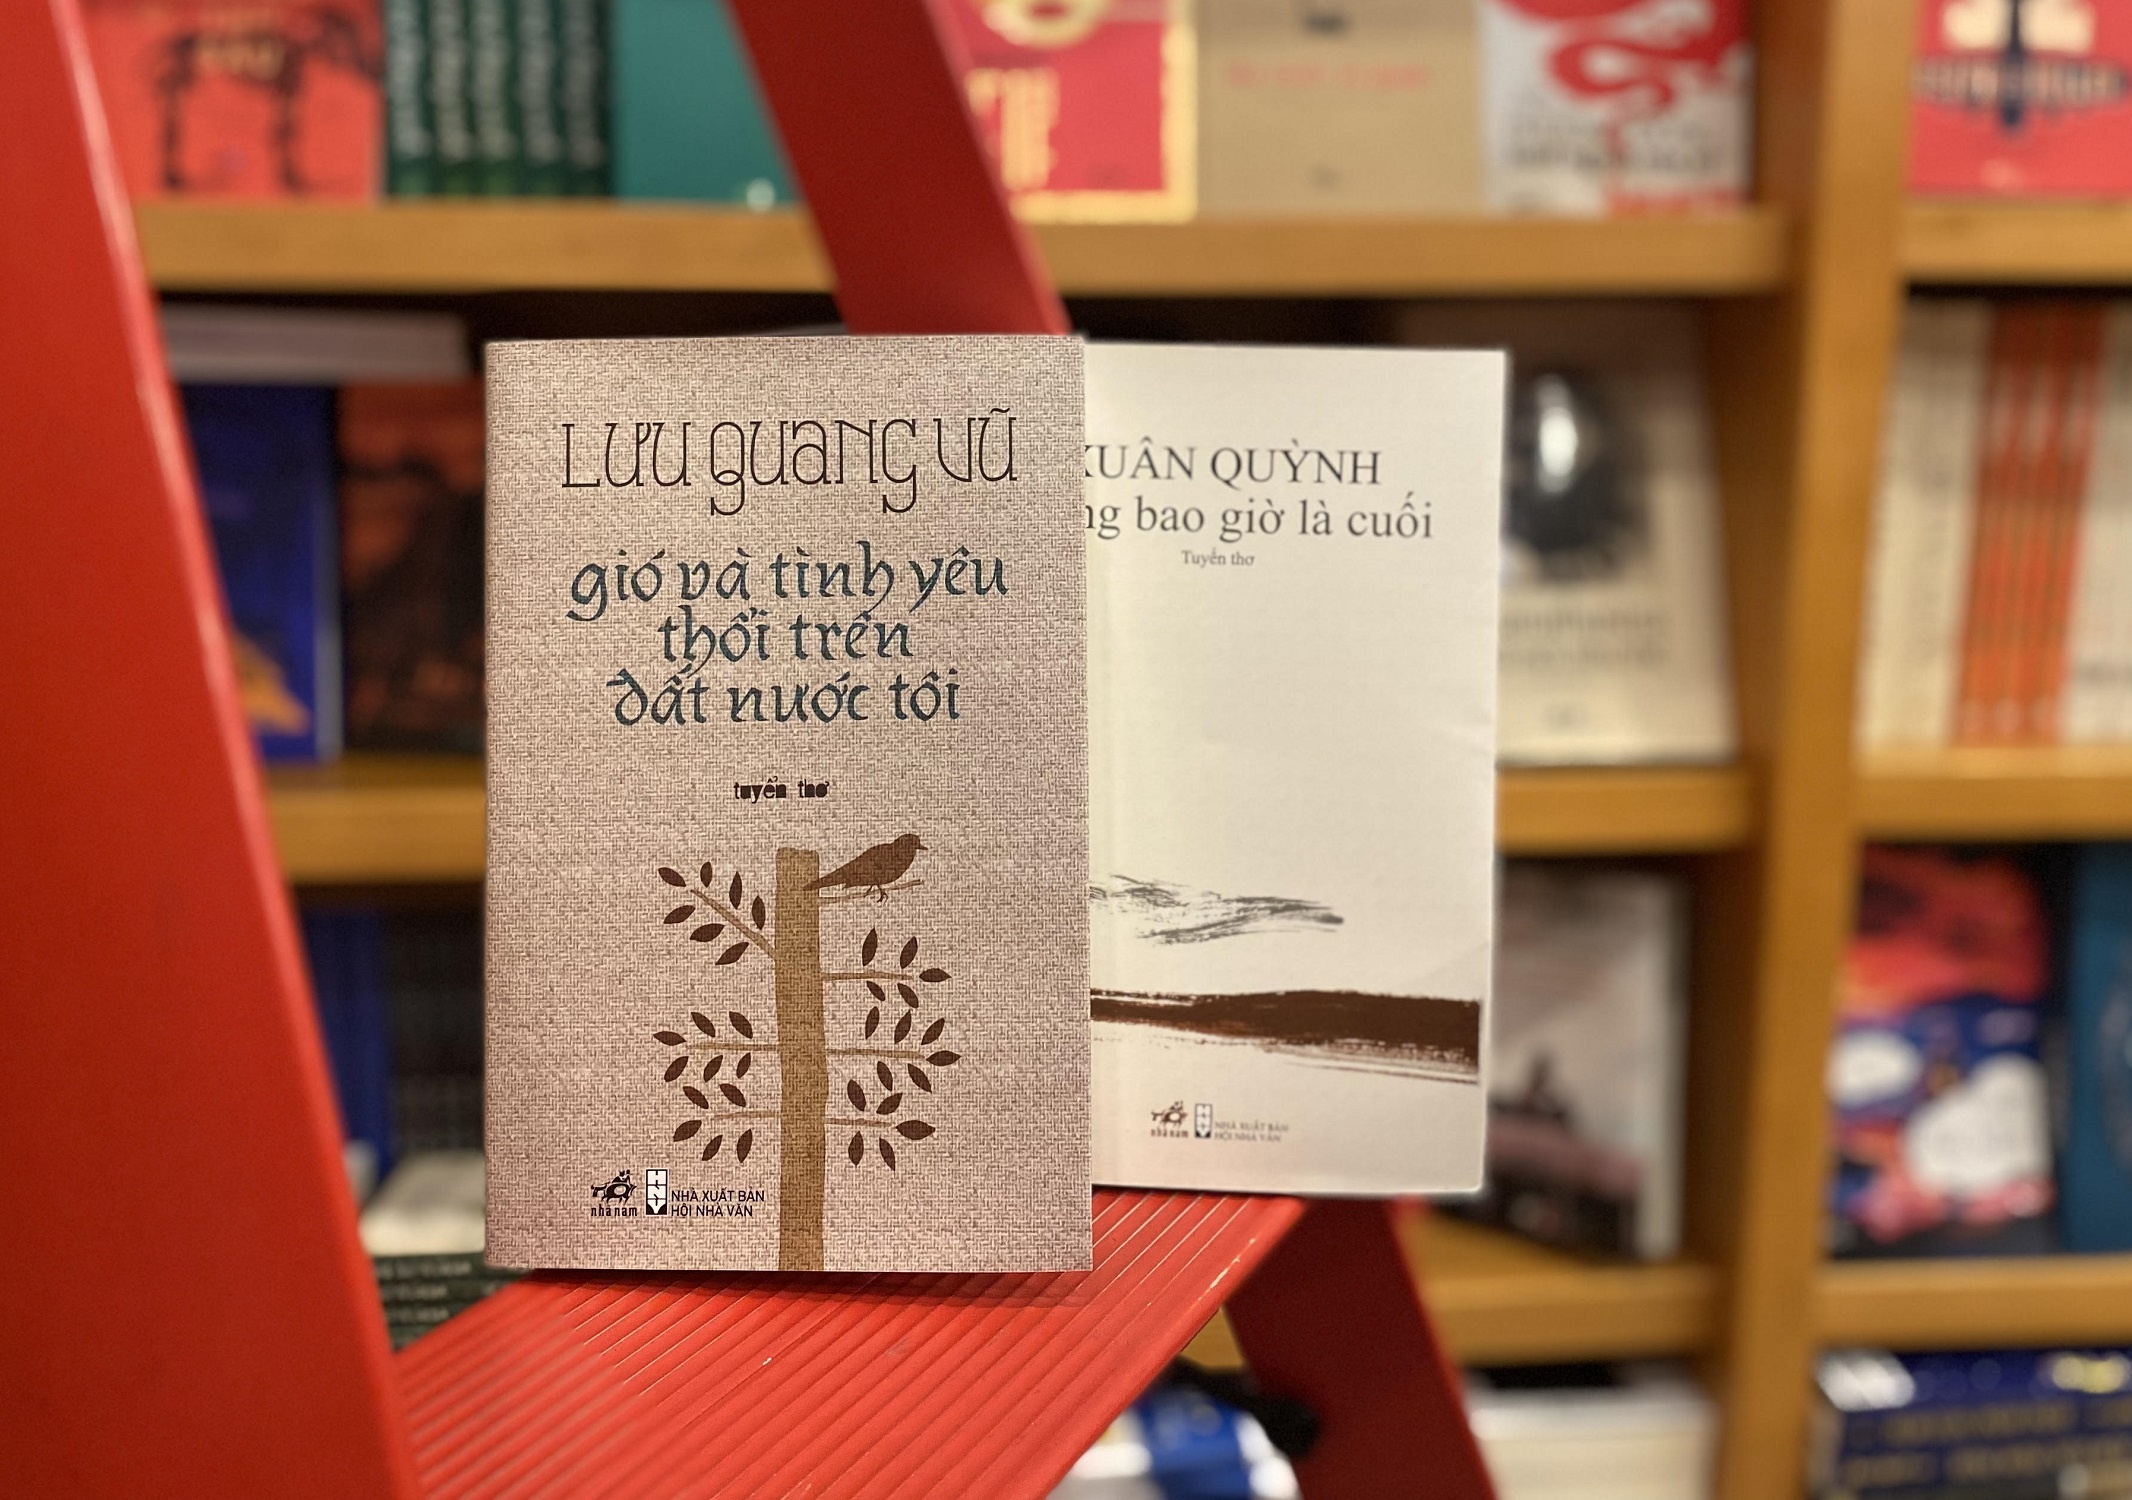 LƯU QUANG VŨ
gió và tình yêu
thổi trên
đất nước tôi
tuyển thơ
nhã nam
NHÀ XUẤT BẢN
HỘI NHÀ VĂN
XUÂN QUỲNH
ng bao giờ là cuối
Tuyển thơ
nhã nam
NHÀ XUẤT BẢN
HỘI NHÀ VĂN